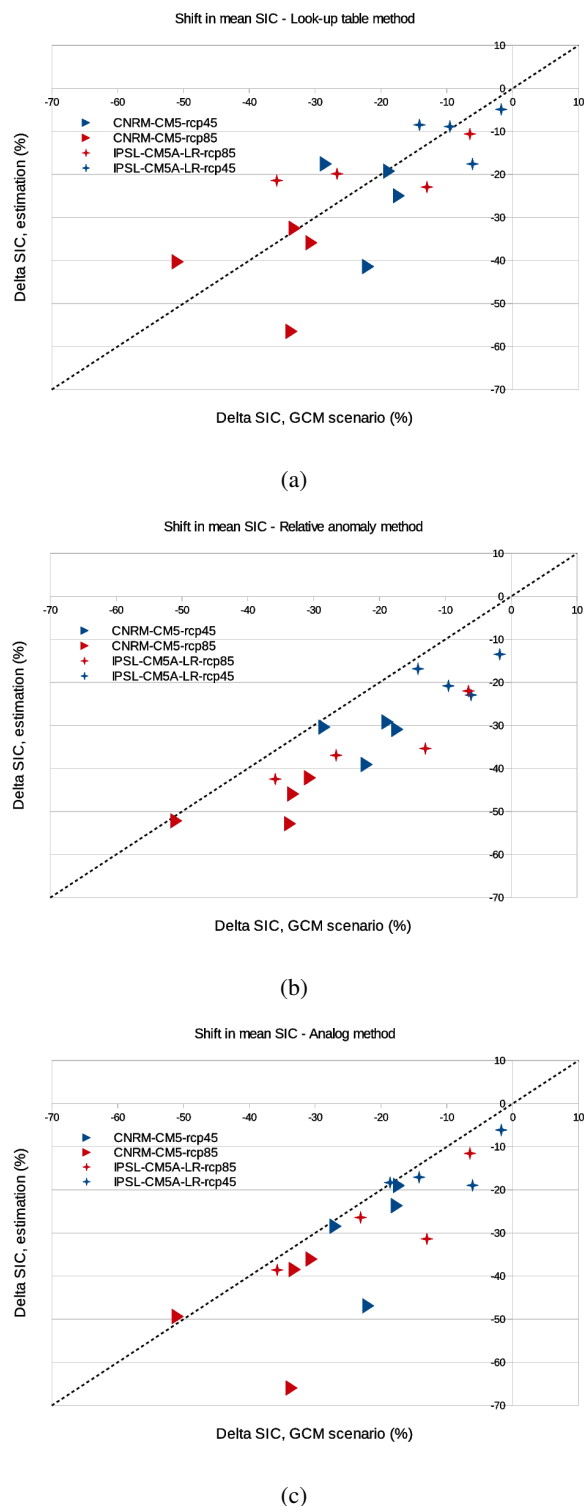 Shift in mean SIC - Look-up table method
10
-70 -60 -50 -40 -30 -20 -10 0 10
0
-10
-20
-30
-40
-50
-60
-70
CNRM-CM5-rcp45
CNRM-CM5-rcp85
IPSL-CM5A-LR-rcp85
IPSL-CM5A-LR-rcp45
Delta SIC, estimation (%)
Delta SIC, GCM scenario (%)
(a)
Shift in mean SIC - Relative anomaly method
10
-70 -60 -50 -40 -30 -20 -10 0 10
0
-10
-20
-30
-40
-50
-60
-70
CNRM-CM5-rcp45
CNRM-CM5-rcp85
IPSL-CM5A-LR-rcp85
IPSL-CM5A-LR-rcp45
Delta SIC, estimation (%)
Delta SIC, GCM scenario (%)
(b)
Shift in mean SIC - Analog method
10
-70 -60 -50 -40 -30 -20 -10 0 10
0
-10
-20
-30
-40
-50
-60
-70
CNRM-CM5-rcp45
CNRM-CM5-rcp85
IPSL-CM5A-LR-rcp85
IPSL-CM5A-LR-rcp45
Delta SIC, estimation (%)
Delta SIC, GCM scenario (%)
(c)